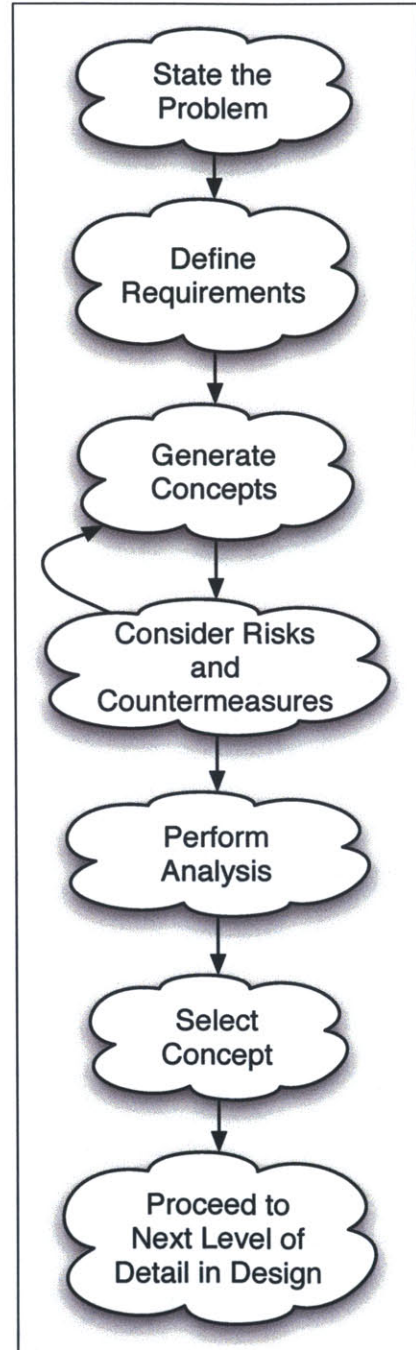 State the
Problem
Define
Requirements
Generate
Concepts
Consider Risks
and
Countermeasures
Perform
Analysis
Select
Concept
Proceed to
Next Level of
Detail in Design